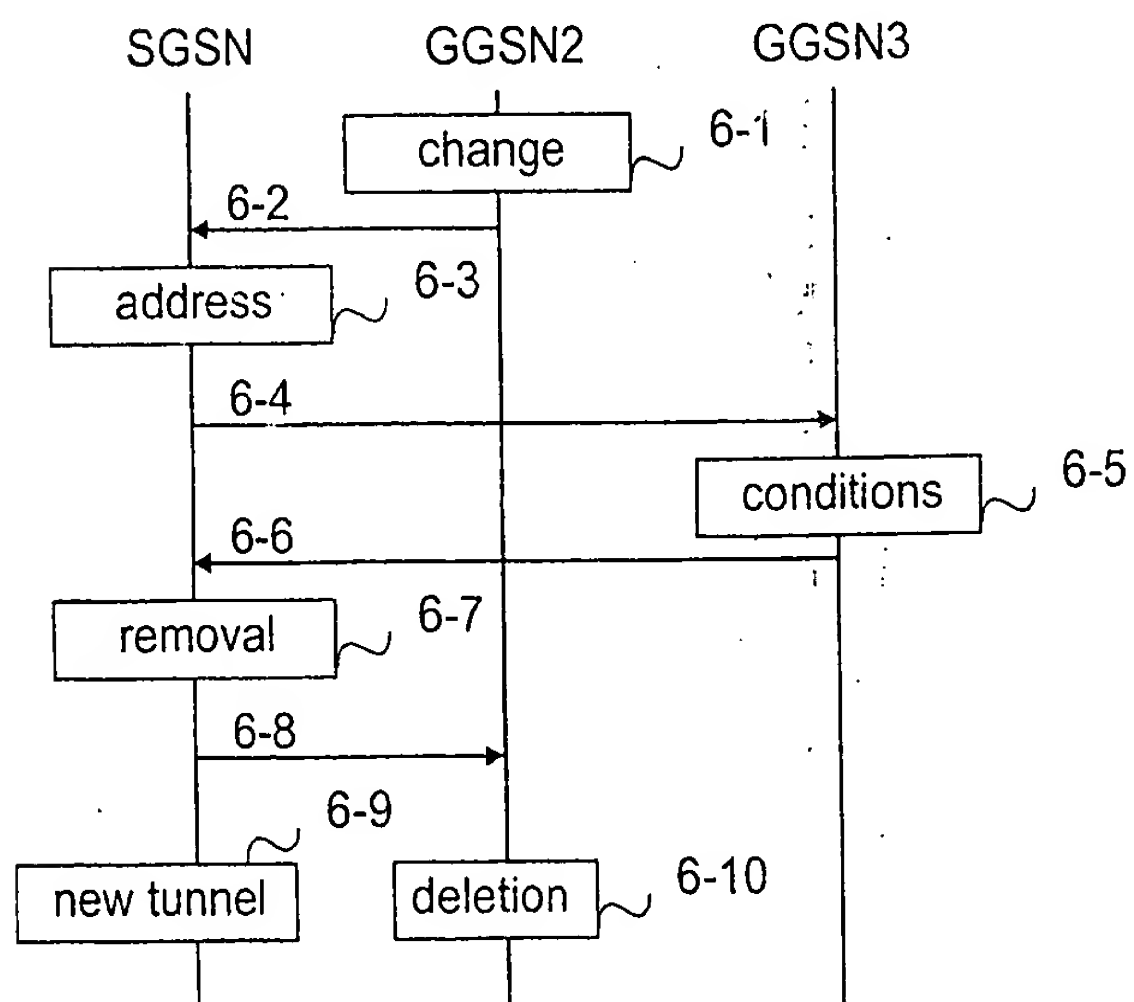 SGSN GGSN2 GGSN3
change 6-1
6-2
address 6-3
6-4
conditions 6-5
6-6
removal 6-7
6-8
6-9
new tunnel deletion 6-10